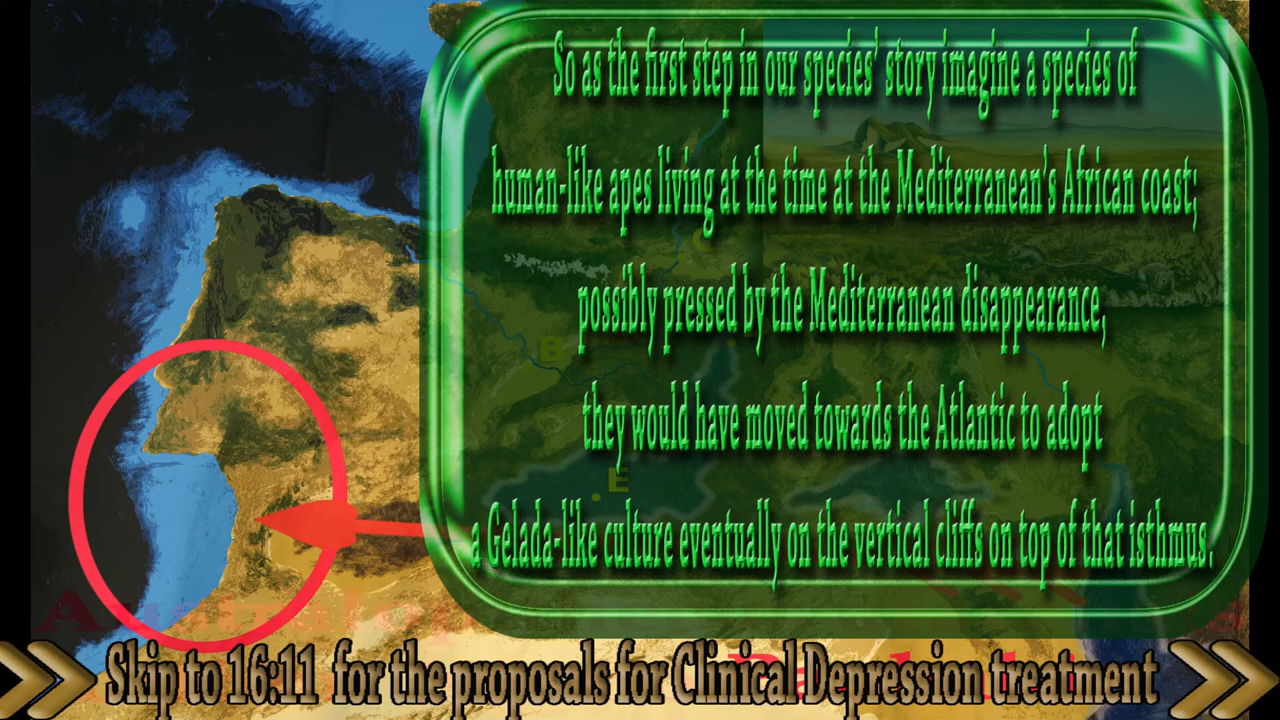 So as the first step in our species' story imagine a species of
human-like apes living at the time at the Mediterranean's African coast;
possibly pressed by the Mediterranean disappearance,
they would have moved towards the Atlantic to adopt
a Gelada-like culture eventually on the vertical cliffs on top of that isthmus.
C
B
E
Skip to 16:11 for the proposals for Clinical Depression treatment